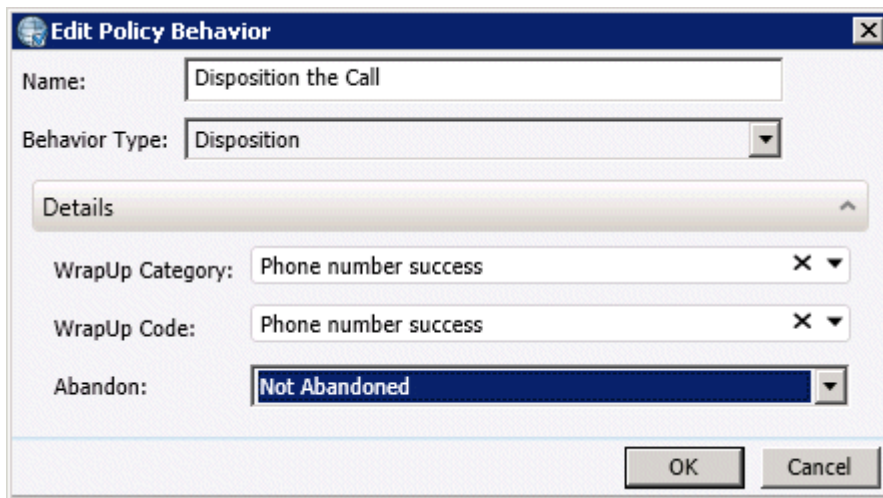 Edit Policy Behavior
Name: Disposition the Call
Behavior Type: Disposition
Details
WrapUp Category: Phone number success
WrapUp Code: Phone number success
Abandon: Not Abandoned
OK Cancel